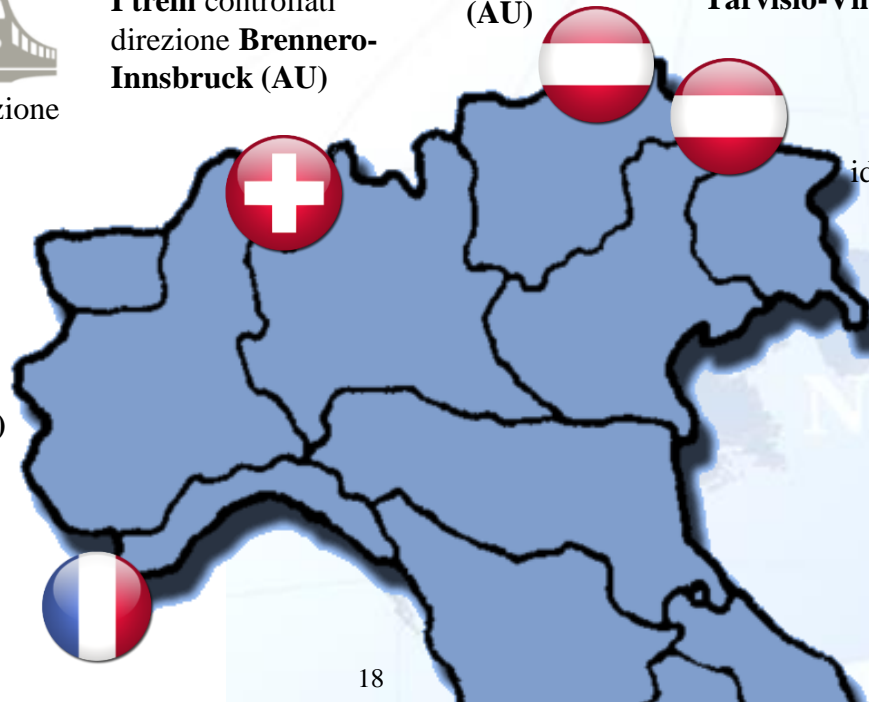 I treni controllati
direzione Brennero-
Innsbruck (AU)
(AU)
zione
)
18
N